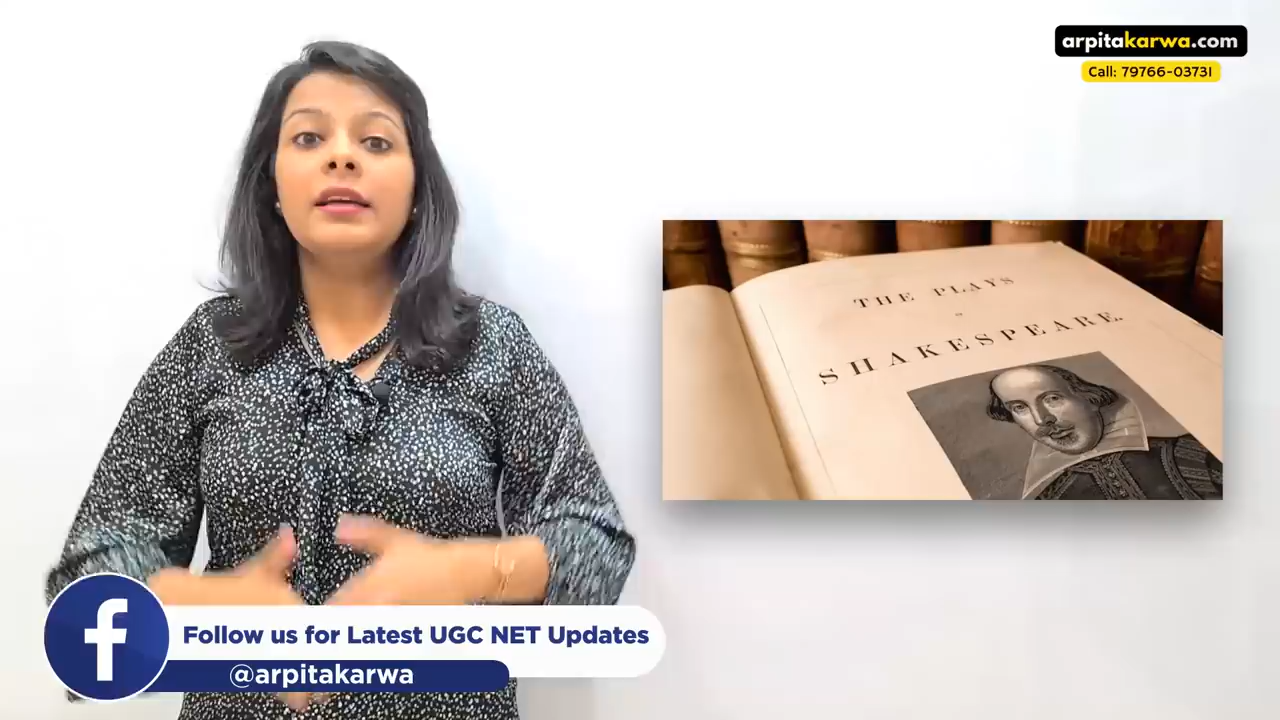 arpitakarwa.com
Call: 79766-03731
THE PLAYS
SHAKESPEARE.
f
Follow us for Latest UGC NET Updates
@arpitakarwa